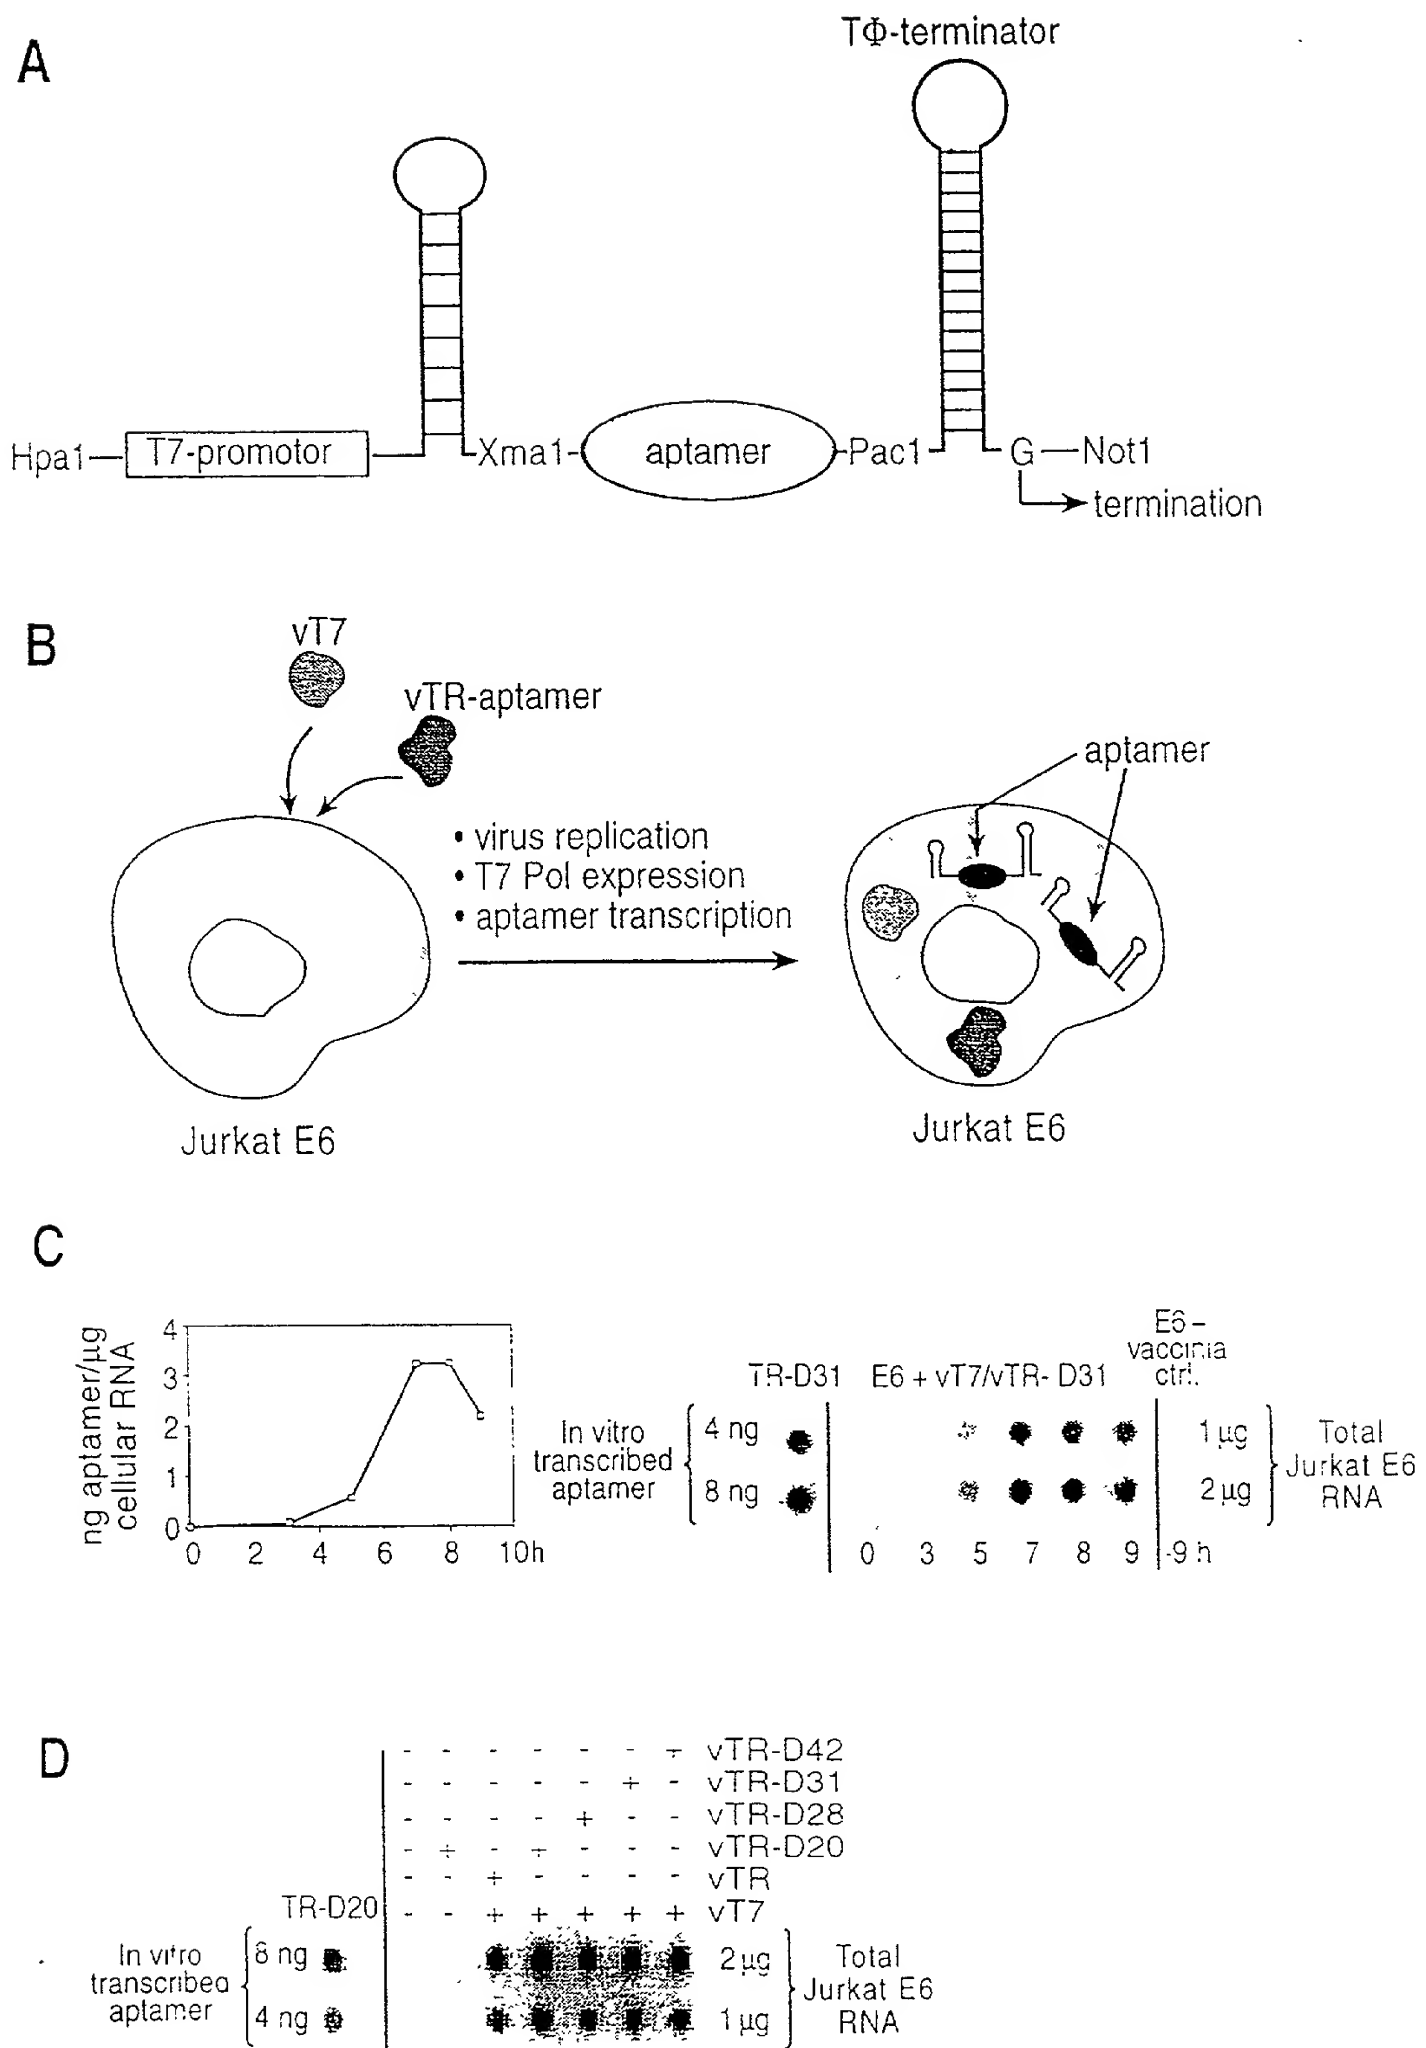 A
TΦ-terminator
Hpa1
T7-promotor
Xma1
aptamer
Pac1
G
Not1
termination
B
vT7
vTR-aptamer
aptamer
• virus replication
• T7 Pol expression
• aptamer transcription
Jurkat E6
Jurkat E6
C
ng aptamer/µg
cellular RNA
4
3
2
1
0
0 2 4 6 8 10h
In vitro
transcribed
aptamer
TR-D31
4 ng
8 ng
E6 + vT7/vTR- D31
0 3 5 7 8 9
E6 –
vaccinia
ctrl.
-9 h
1 µg
2 µg
Total
Jurkat E6
RNA
D
- - - - - - + vTR-D42
- - - - - + - vTR-D31
- - - - + - - vTR-D28
- + - + - - - vTR-D20
- - + - - - - vTR
TR-D20 - - + + + + + vT7
In vitro
transcribed
aptamer
8 ng
4 ng
2 µg
1 µg
Total
Jurkat E6
RNA